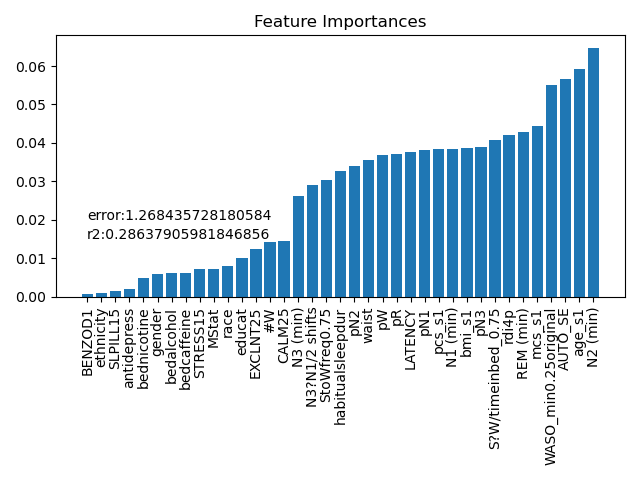 Feature Importances
0.06
0.05
0.04
0.03
0.02
0.01
0.00
error:1.268435728180584
r2:0.28637905981846856
BENZOD1
ethnicity
SLPILL15
antidepress
bednicotine
gender
bedalcohol
bedcaffeine
STRESS15
MStat
race
educat
EXCLNT25
#W
CALM25
N3 (min)
N3?N1/2 shifts
StoWfreq0.75
habitualsleepdur
pN2
waist
pW
pR
LATENCY
pN1
pcs_s1
N1 (min)
bmi_s1
pN3
S?W/timeinbed_0.75
rdi4p
REM (min)
mcs_s1
WASO_min0.25original
AUTO_SE
age_s1
N2 (min)